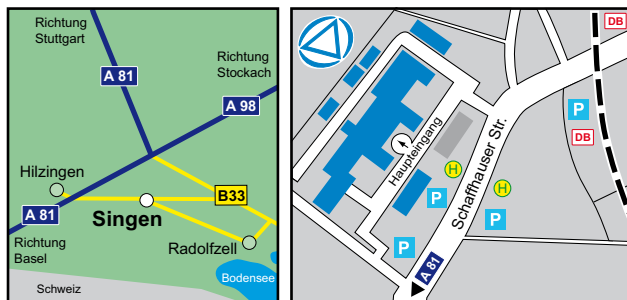 Richtung
Stuttgart
A 81
Richtung
Stockach
A 98
Hilzingen
Singen
B33
A 81
Richtung
Basel
Radolfzell
Bodensee
Schweiz
DB
P
DB
Haupteingang
Schaffhauser Str.
H
H
P
P
P
A 81